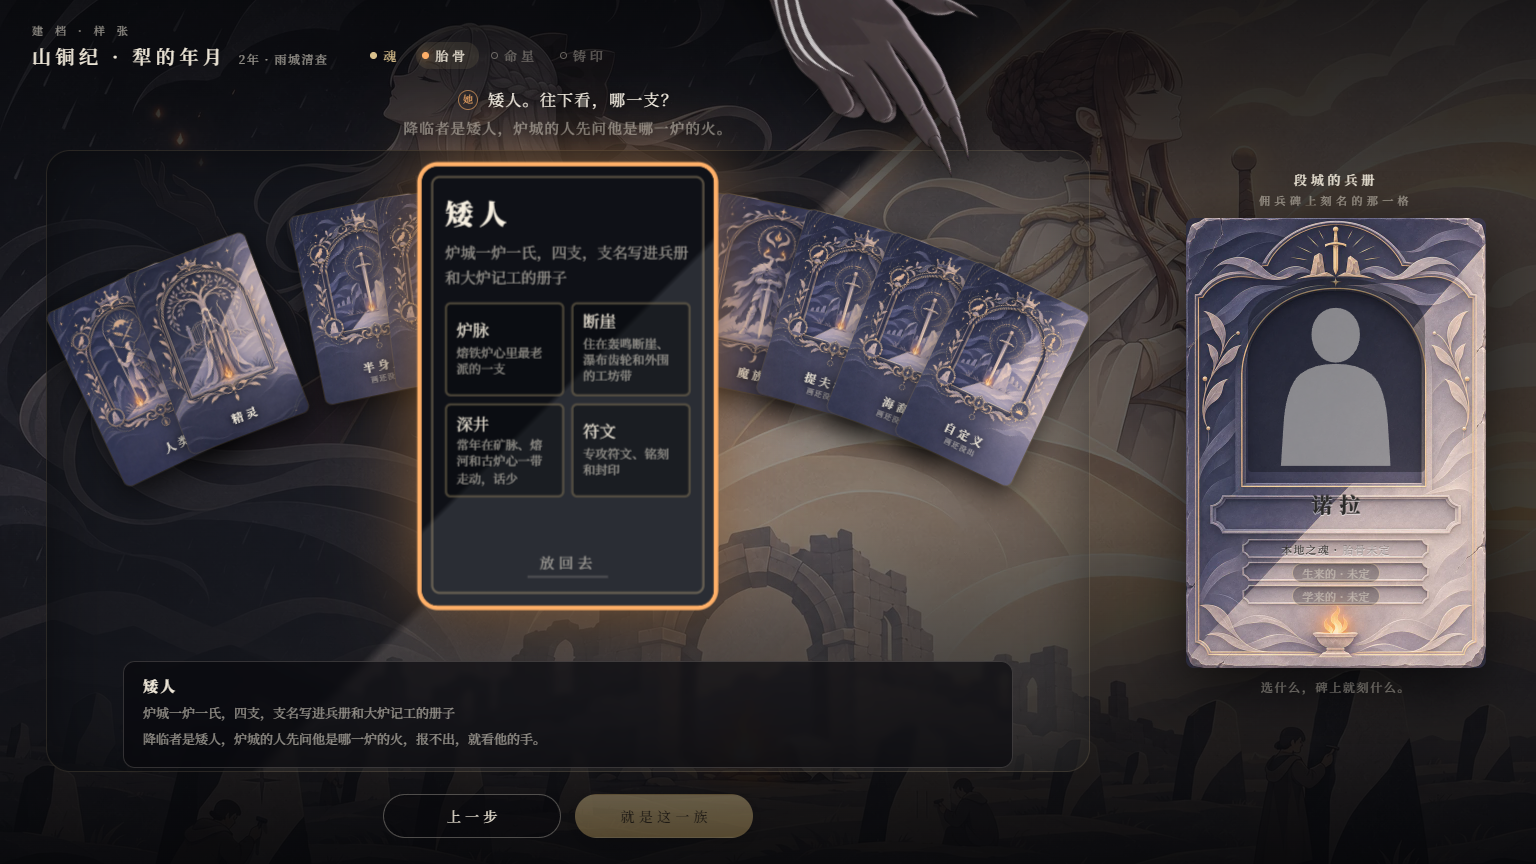 建档·样张
山铜纪·犁的年月 2年·雨城清查
魂 胎骨 命星 铸印
她 矮人。往下看，哪一支？
降临者是矮人，炉城的人先问他是哪一炉的火。
矮人
炉城一炉一氏，四支，支名写进兵册
和大炉记工的册子
炉脉
熔铁炉心里最老
派的一支
断崖
住在轰鸣断崖、
瀑布齿轮和外围
的工坊带
深井
常年在矿脉、熔
河和古炉心一带
走动，话少
符文
专攻符文、铭刻
和封印
放回去
精灵
半身
魔族
提夫
海裔
自定义
矮人
炉城一炉一氏，四支，支名写进兵册和大炉记工的册子
降临者是矮人，炉城的人先问他是哪一炉的火，报不出，就看他的手。
上一步
就是这一族
段城的兵册
佣兵碑上刻名的那一格
诺拉
本地之魂·胎骨未定
生来的·未定
学来的·未定
选什么，碑上就刻什么。